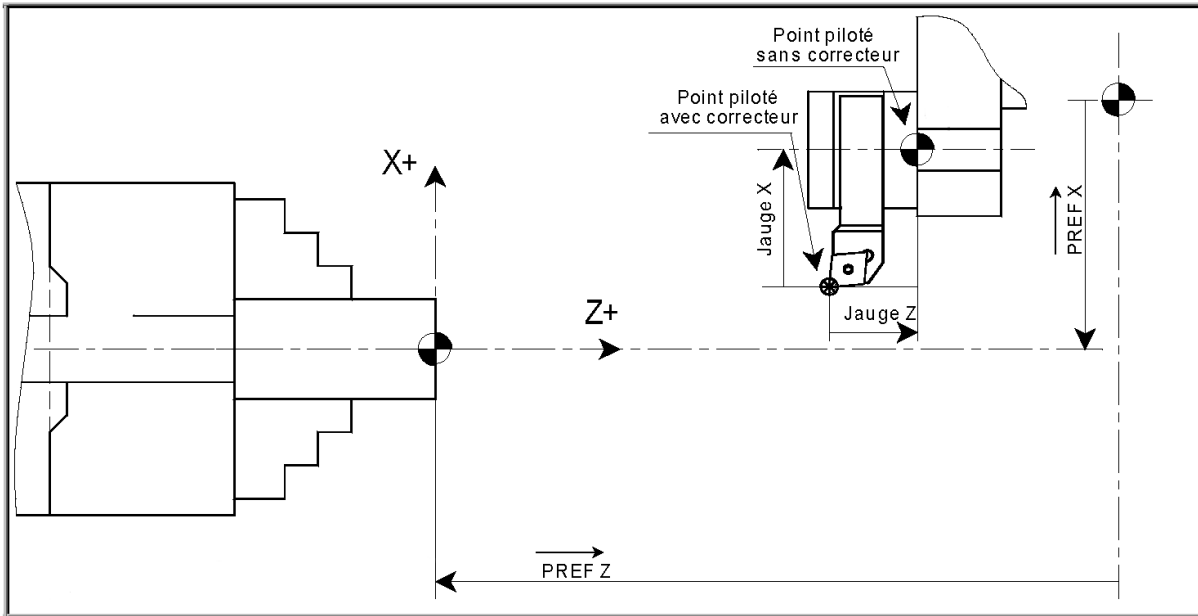 Point piloté
sans correcteur
Point piloté
avec correcteur
X+
Jauge X
PREF X
Z+
Jauge Z
PREF Z